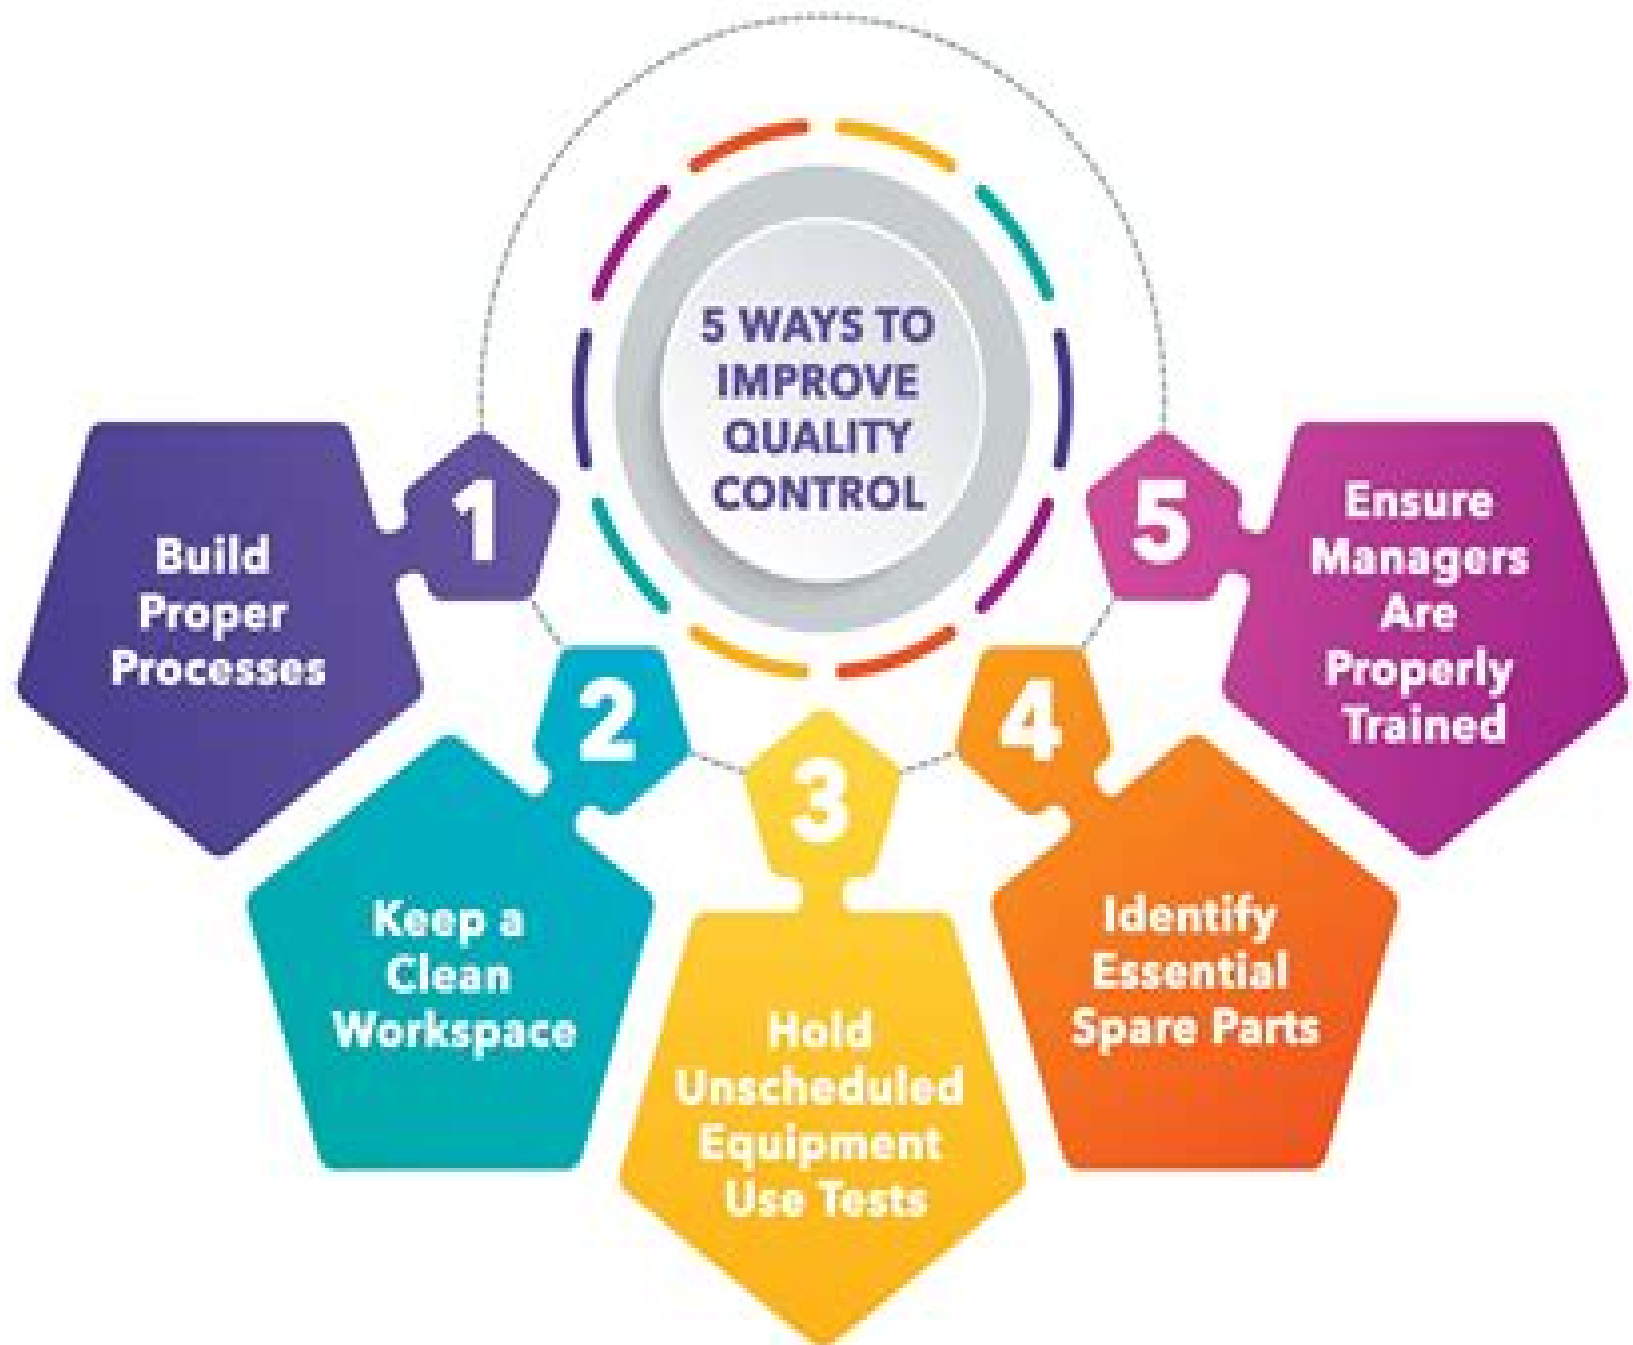 5 WAYS TO
IMPROVE
QUALITY
CONTROL
1
Build
Proper
Processes
2
Keep a
Clean
Workspace
3
Hold
Unscheduled
Equipment
Use Tests
4
Identify
Essential
Spare Parts
5
Ensure
Managers
Are
Properly
Trained